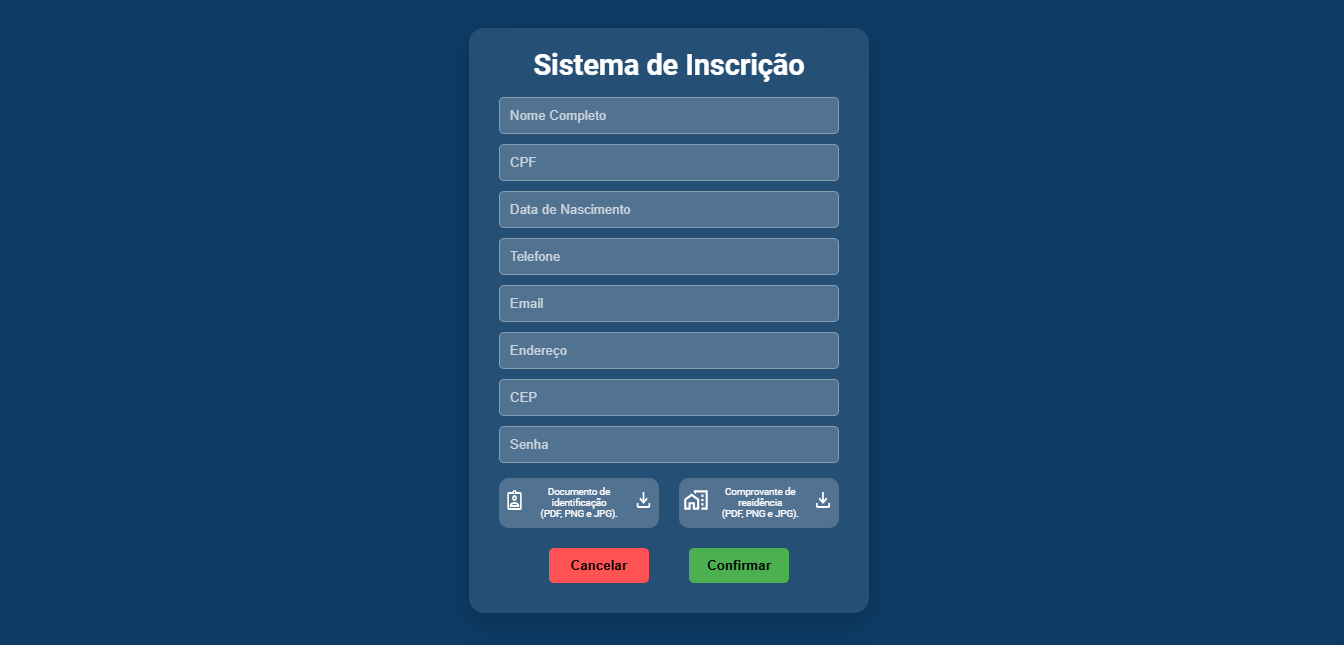 Sistema de Inscrição
Nome Completo
CPF
Data de Nascimento
Telefone
Email
Endereço
CEP
Senha
Documento de
identificação
(PDF, PNG e JPG).
Comprovante de
residência
(PDF, PNG e JPG).
Cancelar
Confirmar